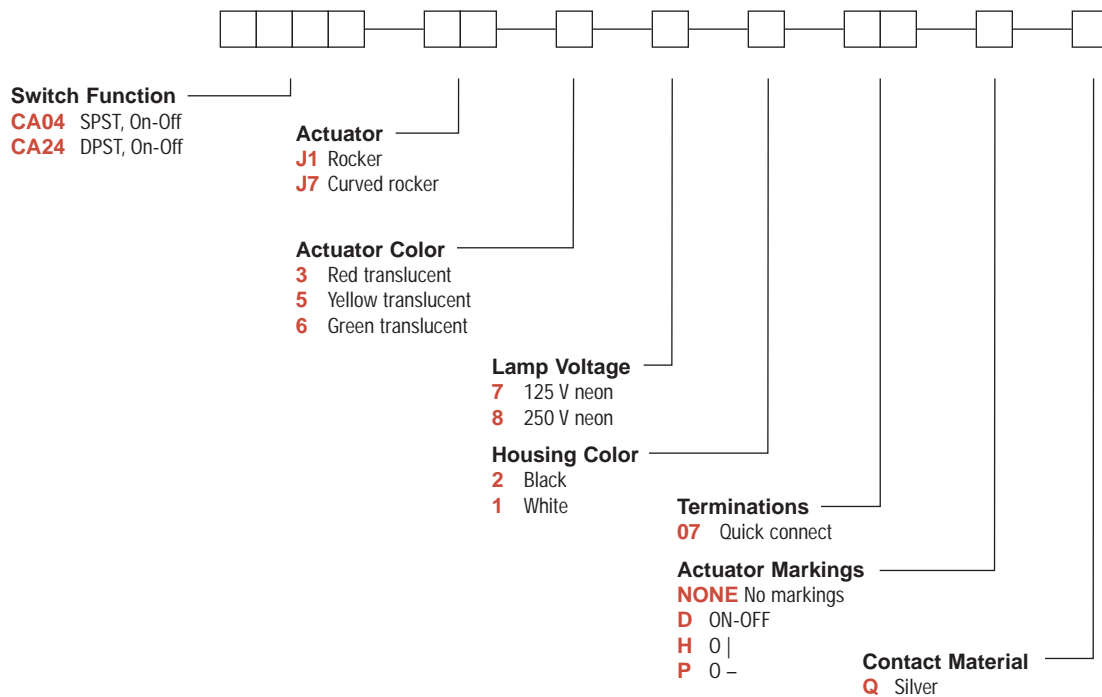 Switch Function
CA04 SPST, On-Off
CA24 DPST, On-Off
Actuator
J1 Rocker
J7 Curved rocker
Actuator Color
3 Red translucent
5 Yellow translucent
6 Green translucent
Lamp Voltage
7 125 V neon
8 250 V neon
Housing Color
2 Black
1 White
Terminations
07 Quick connect
Actuator Markings
NONE No markings
D ON-OFF
H O |
P O –
Contact Material
Q Silver